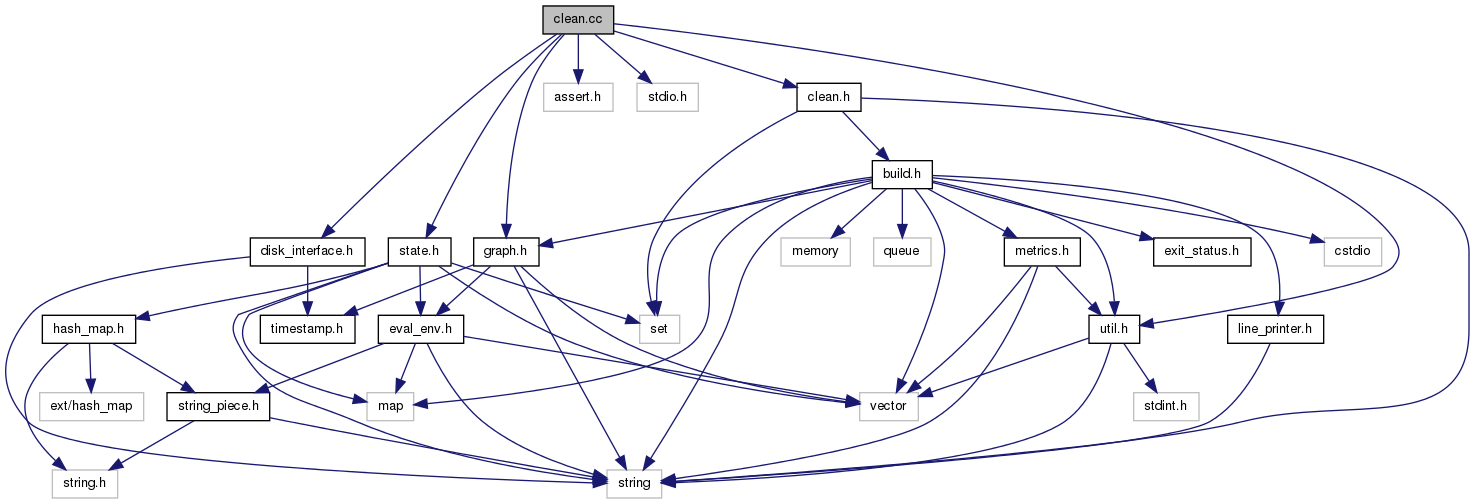 clean.cc
assert.h
stdio.h
clean.h
build.h
disk_interface.h
state.h
graph.h
memory
queue
metrics.h
exit_status.h
cstdio
hash_map.h
timestamp.h
eval_env.h
set
util.h
line_printer.h
ext/hash_map
string_piece.h
map
vector
stdint.h
string.h
string